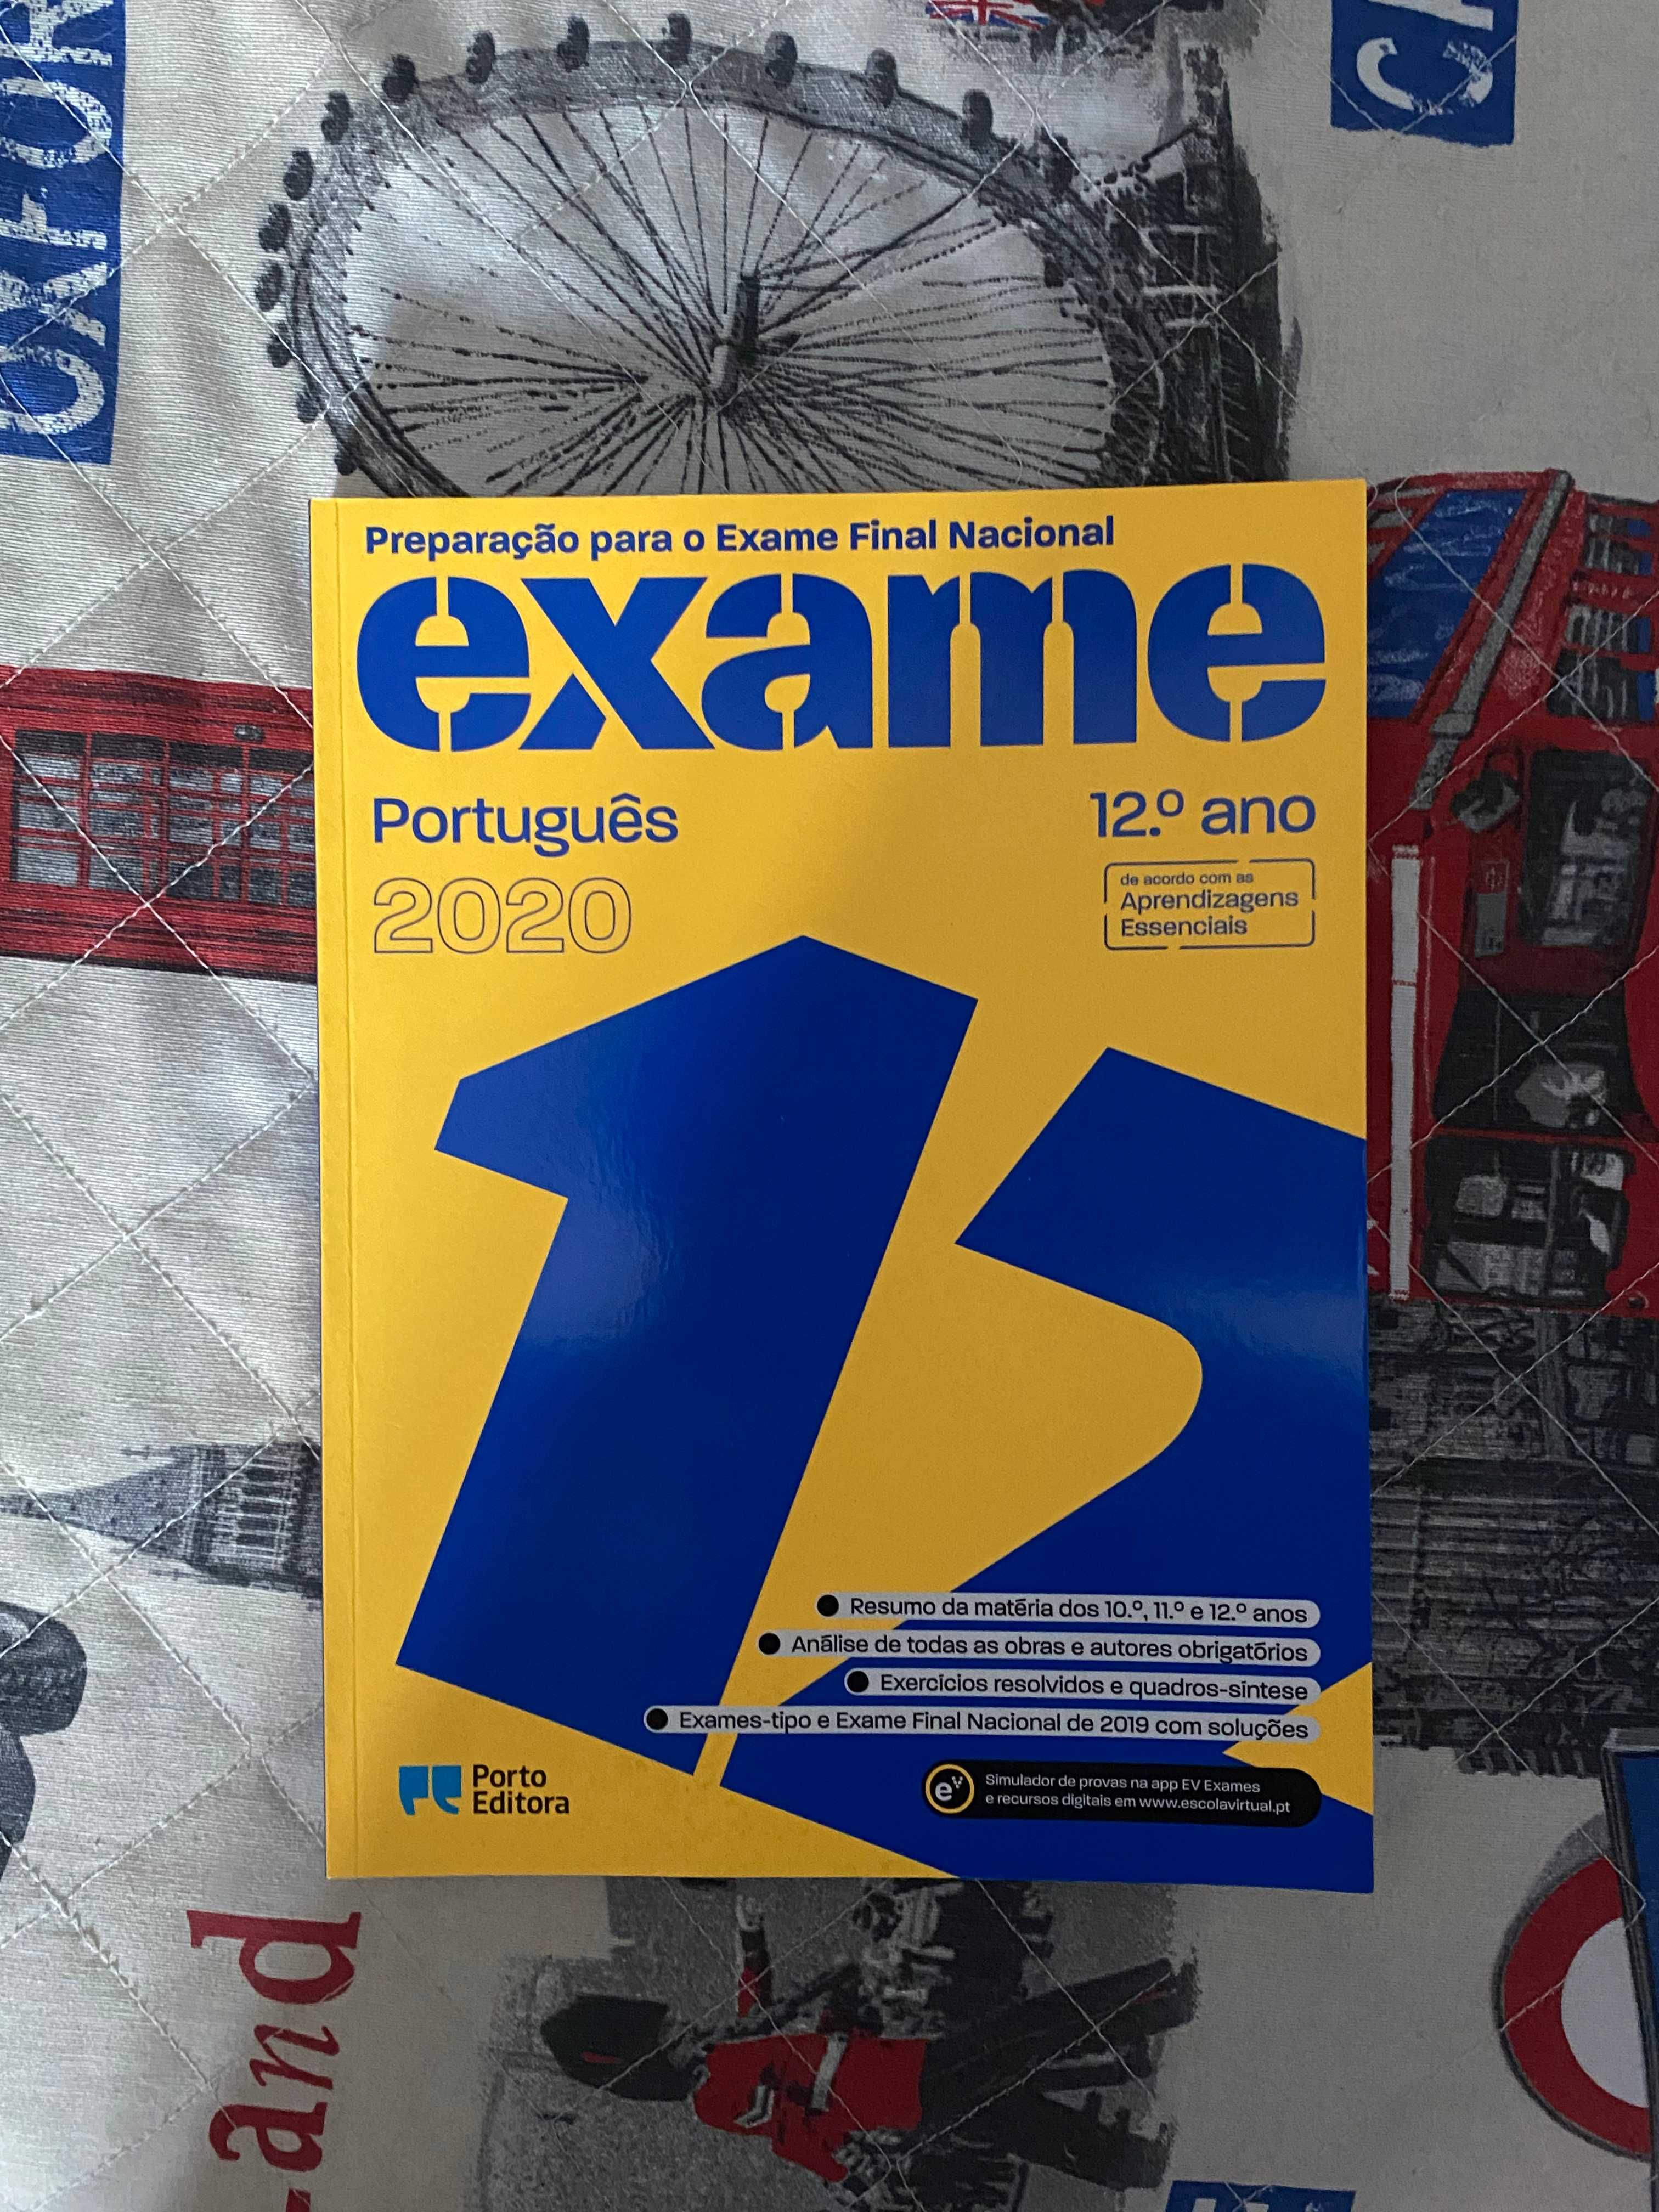 Preparação para o Exame Final Nacional
exame
Português
12.º ano
2020
de acordo com as
Aprendizagens
Essenciais
12
Resumo da matéria dos 10.º, 11.º e 12.º anos
Análise de todas as obras e autores obrigatórios
Exercícios resolvidos e quadros-síntese
Exames-tipo e Exame Final Nacional de 2019 com soluções
Porto
Editora
ev
Simulador de provas na app EV Exames
e recursos digitais em www.escolavirtual.pt
and